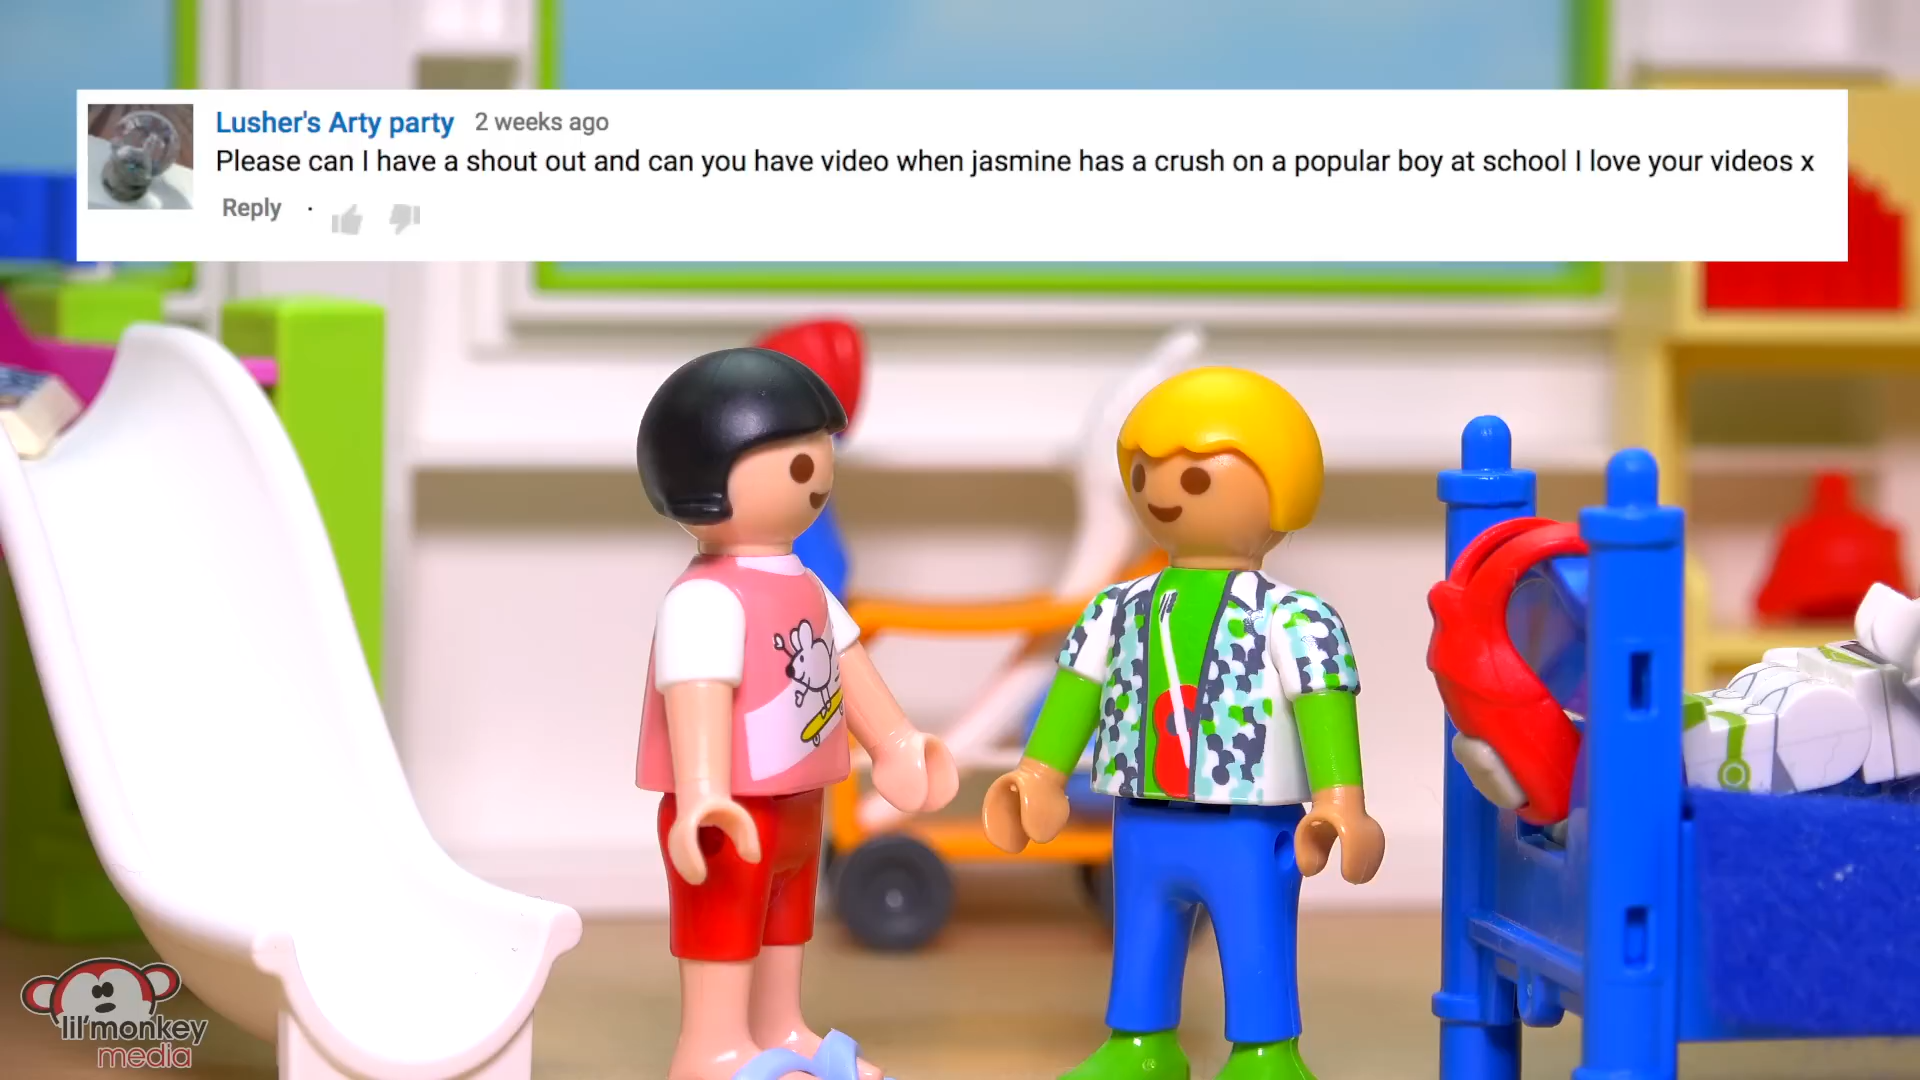 Lusher's Arty party 2 weeks ago
Please can I have a shout out and can you have video when jasmine has a crush on a popular boy at school I love your videos x
Reply ·
lil'monkey
media